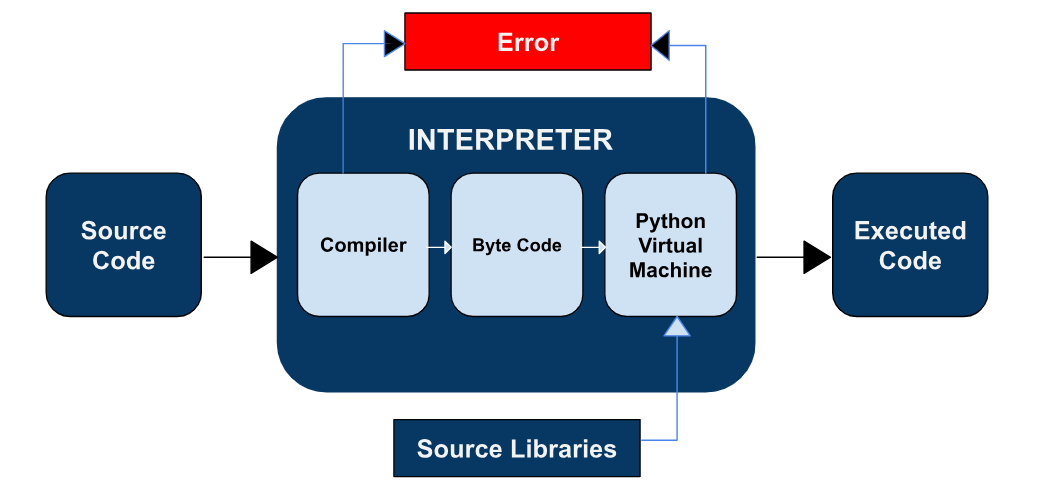 Error
INTERPRETER
Source
Code
Compiler
Byte Code
Python
Virtual
Machine
Executed
Code
Source Libraries